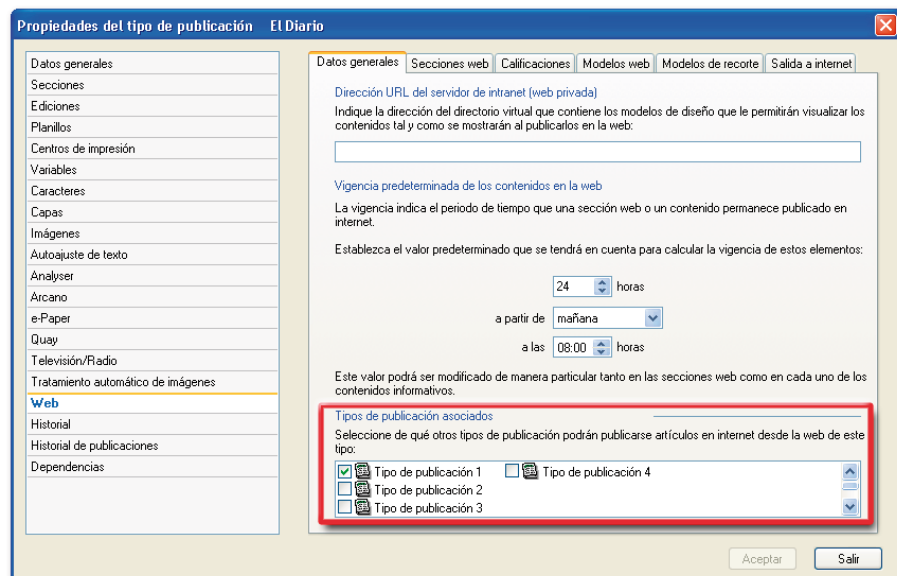 Propiedades del tipo de publicación El Diario
Datos generales
Secciones
Ediciones
Planillos
Centros de impresión
Variables
Caracteres
Capas
Imágenes
Autoajuste de texto
Analyser
Arcano
e-Paper
Quay
Televisión/Radio
Tratamiento automático de imágenes
Web
Historial
Historial de publicaciones
Dependencias
Datos generales Secciones web Calificaciones Modelos web Modelos de recorte Salida a internet
Dirección URL del servidor de intranet (web privada)
Indique la dirección del directorio virtual que contiene los modelos de diseño que le permitirán visualizar los
contenidos tal y como se mostrarán al publicarlos en la web:
Vigencia predeterminada de los contenidos en la web
La vigencia indica el periodo de tiempo que una sección web o un contenido permanece publicado en
internet.
Establezca el valor predeterminado que se tendrá en cuenta para calcular la vigencia de estos elementos:
24 horas
a partir de mañana
a las 08:00 horas
Este valor podrá ser modificado de manera particular tanto en las secciones web como en cada uno de los
contenidos informativos.
Tipos de publicación asociados
Seleccione de qué otros tipos de publicación podrán publicarse artículos en internet desde la web de este
tipo:
Tipo de publicación 1 Tipo de publicación 4
Tipo de publicación 2
Tipo de publicación 3
Aceptar Salir